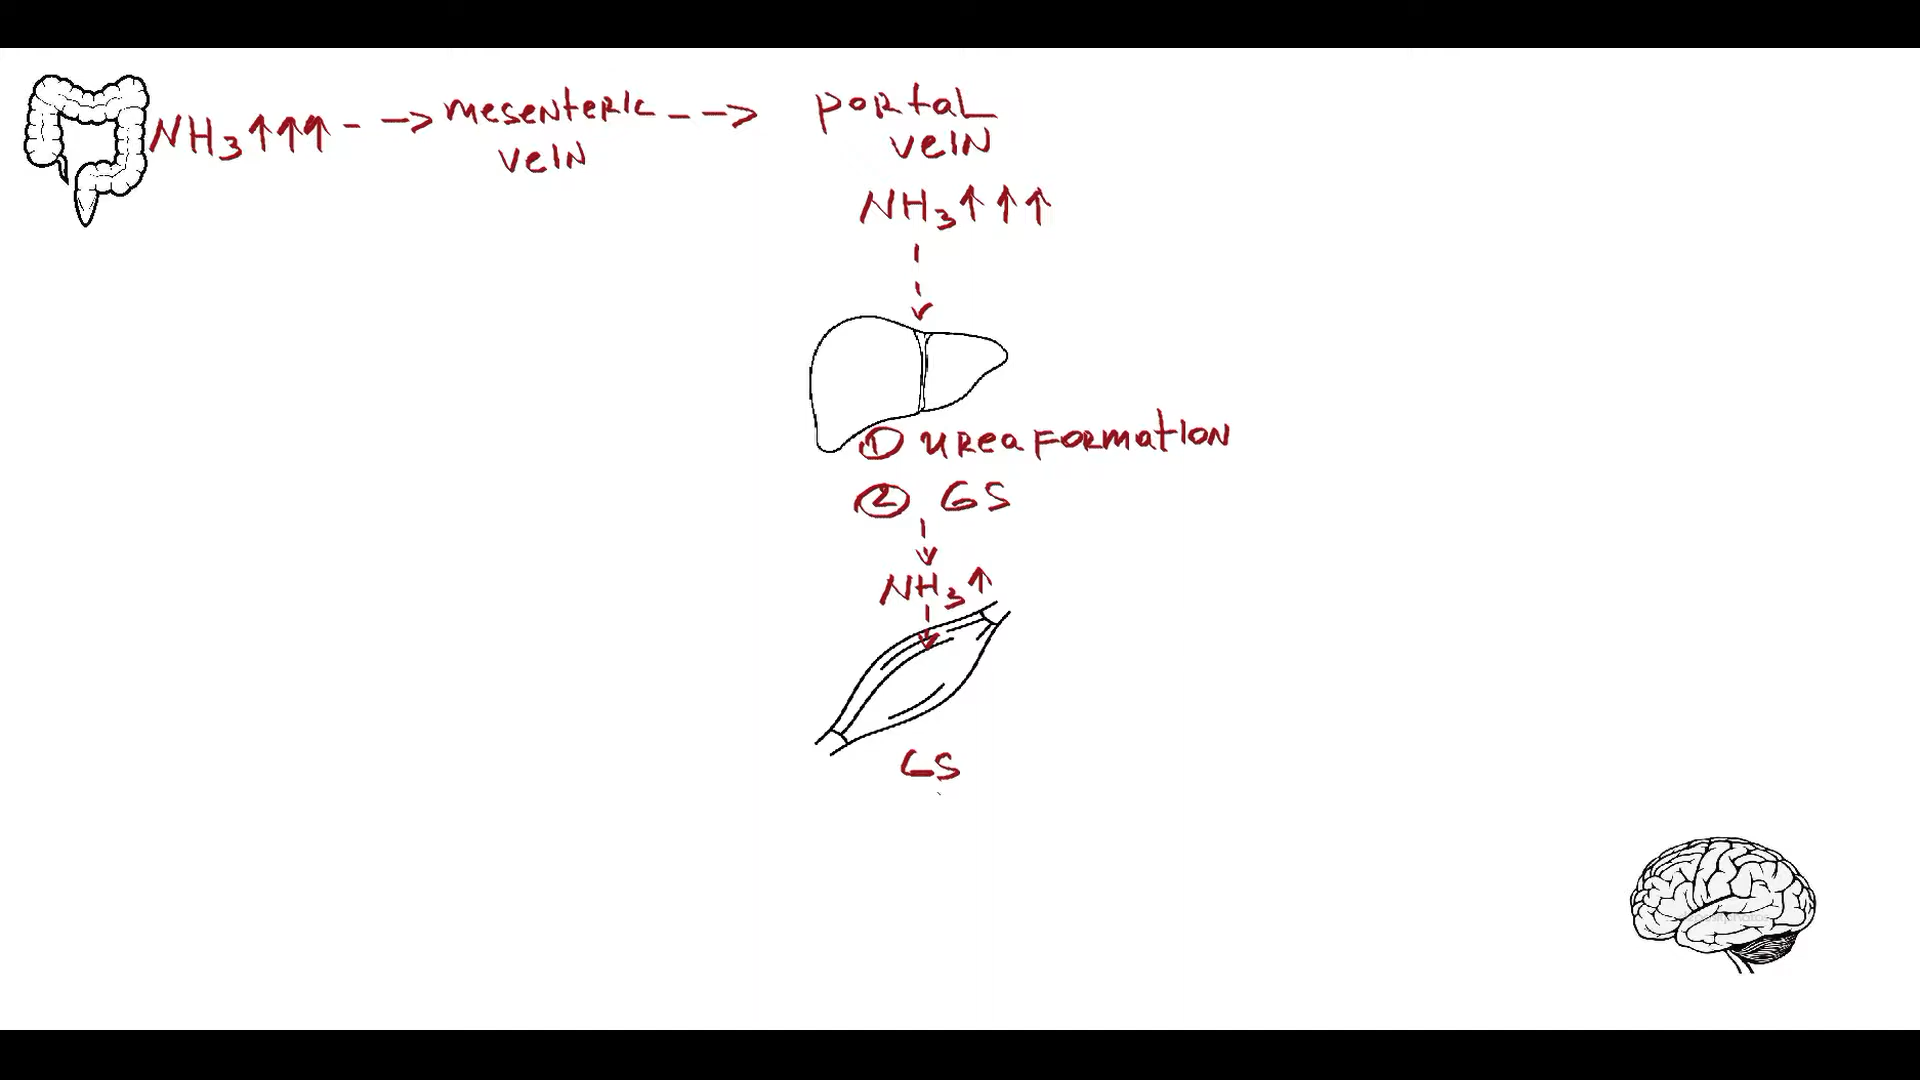 NH3↑↑↑ - -> mesenteric --> portal
vein vein
NH3↑↑↑
① urea formation
② GS
NH3↑
GS